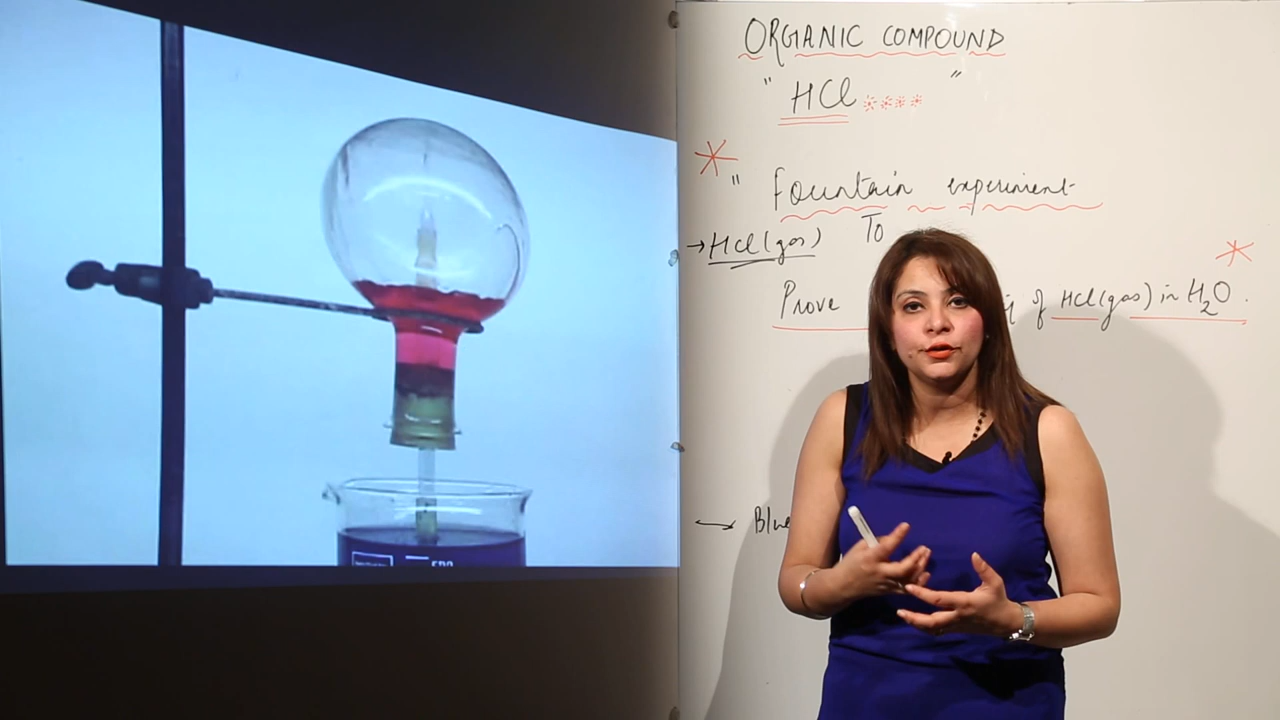 ORGANIC COMPOUND
" HCl "
" Fountain experiment
To
→ HCl(gas)
Prove of HCl(gas) in H₂O.
→ Blue